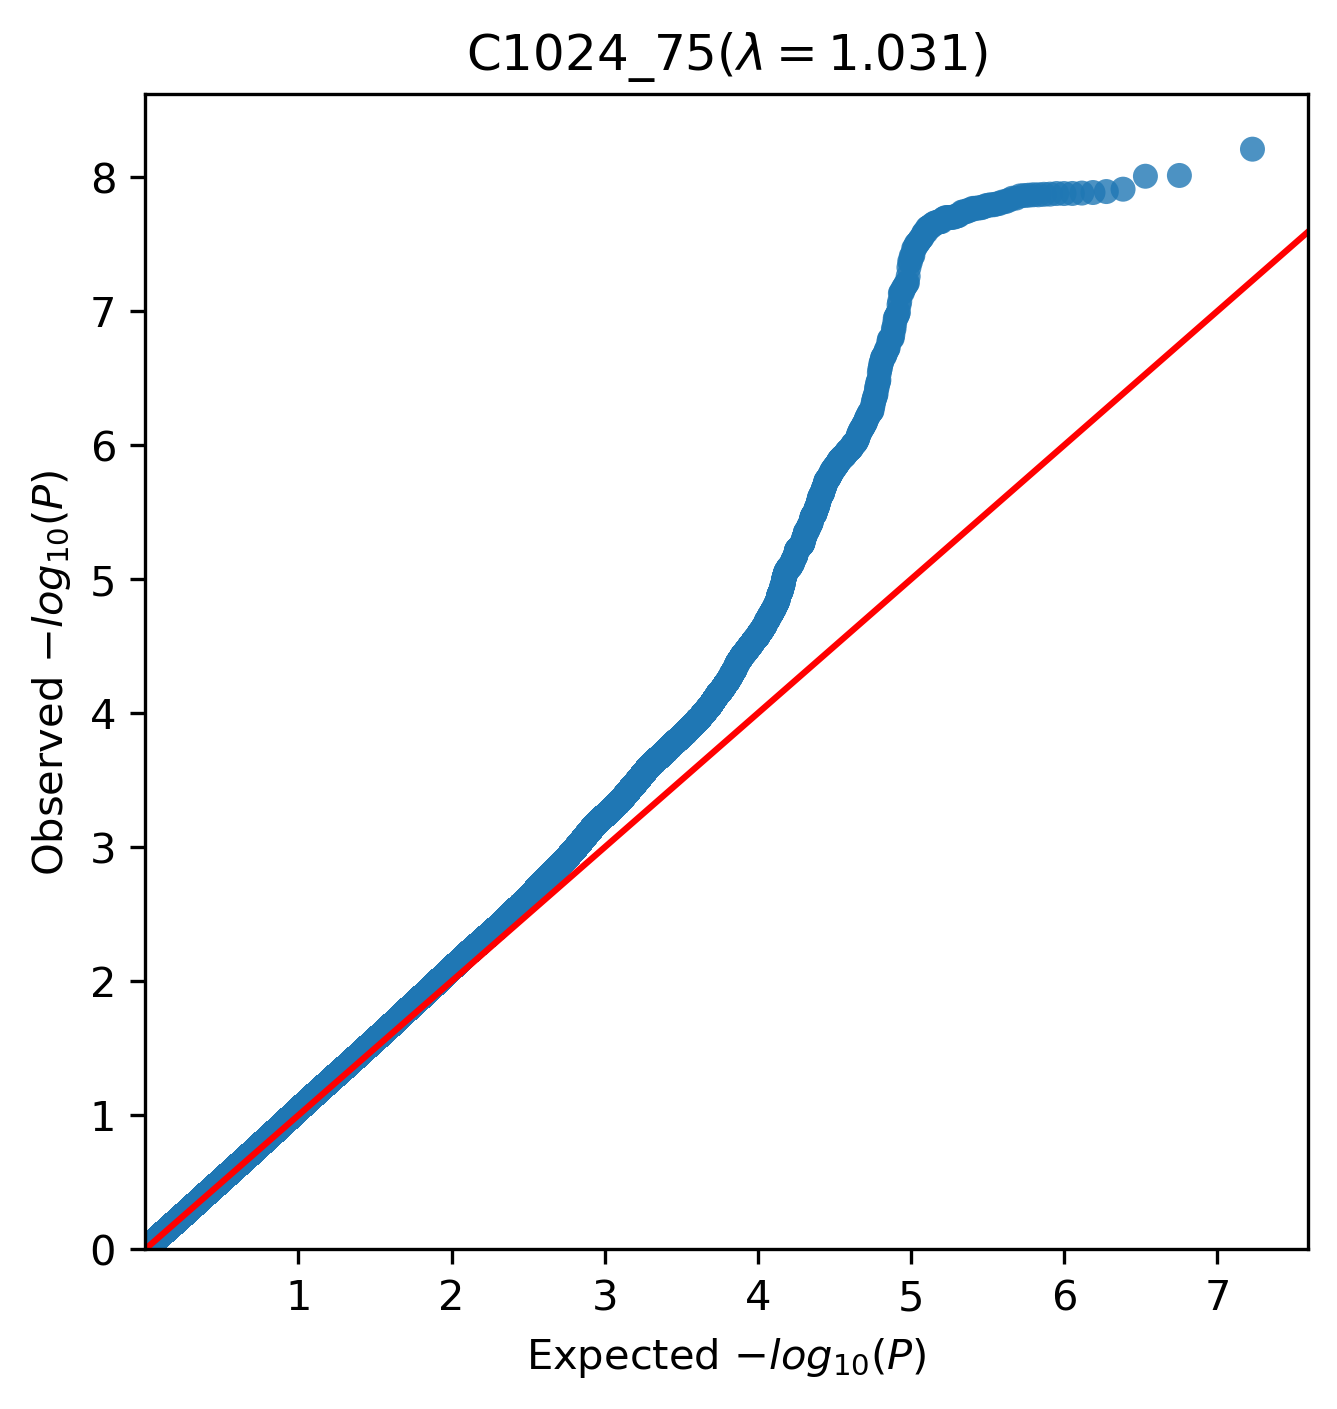 C1024_75(λ = 1.031)
8
7
6
5
4
3
2
1
0
Observed −log₁₀(P)
1 2 3 4 5 6 7
Expected −log₁₀(P)